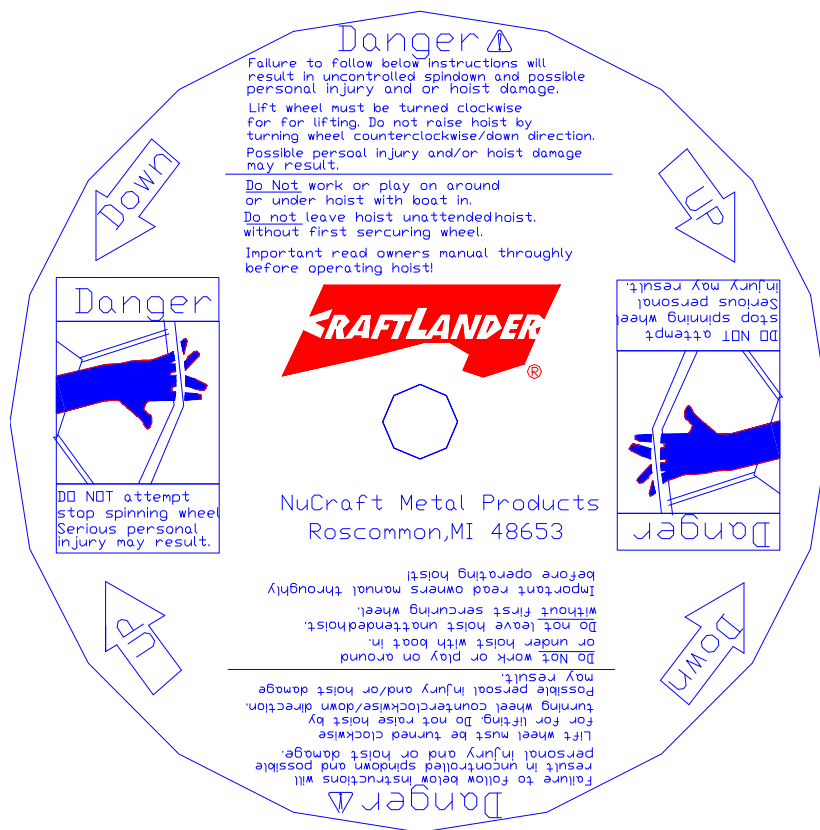 Danger
Failure to follow below instructions will
result in uncontrolled spindown and possible
personal injury and or hoist damage.
Lift wheel must be turned clockwise
for for lifting. Do not raise hoist by
turning wheel counterclockwise/down direction.
Possible persoal injury and/or hoist damage
may result.
Do Not work or play on around
or under hoist with boat in.
Do not leave hoist unattendedhoist.
without first sercuring wheel.
Important read owners manual throughly
before operating hoist!
Down
UP
Danger
DO NOT attempt
stop spinning wheel
Serious personal
injury may result.
CRAFTLANDER
®
Danger
DO NOT attempt
stop spinning wheel
Serious personal
injury may result.
NuCraft Metal Products
Roscommon,MI 48653
UP
Down
Danger
Failure to follow below instructions will
result in uncontrolled spindown and possible
personal injury and or hoist damage.
Lift wheel must be turned clockwise
for for lifting. Do not raise hoist by
turning wheel counterclockwise/down direction.
Possible persoal injury and/or hoist damage
may result.
Do Not work or play on around
or under hoist with boat in.
Do not leave hoist unattendedhoist.
without first sercuring wheel.
Important read owners manual throughly
before operating hoist!